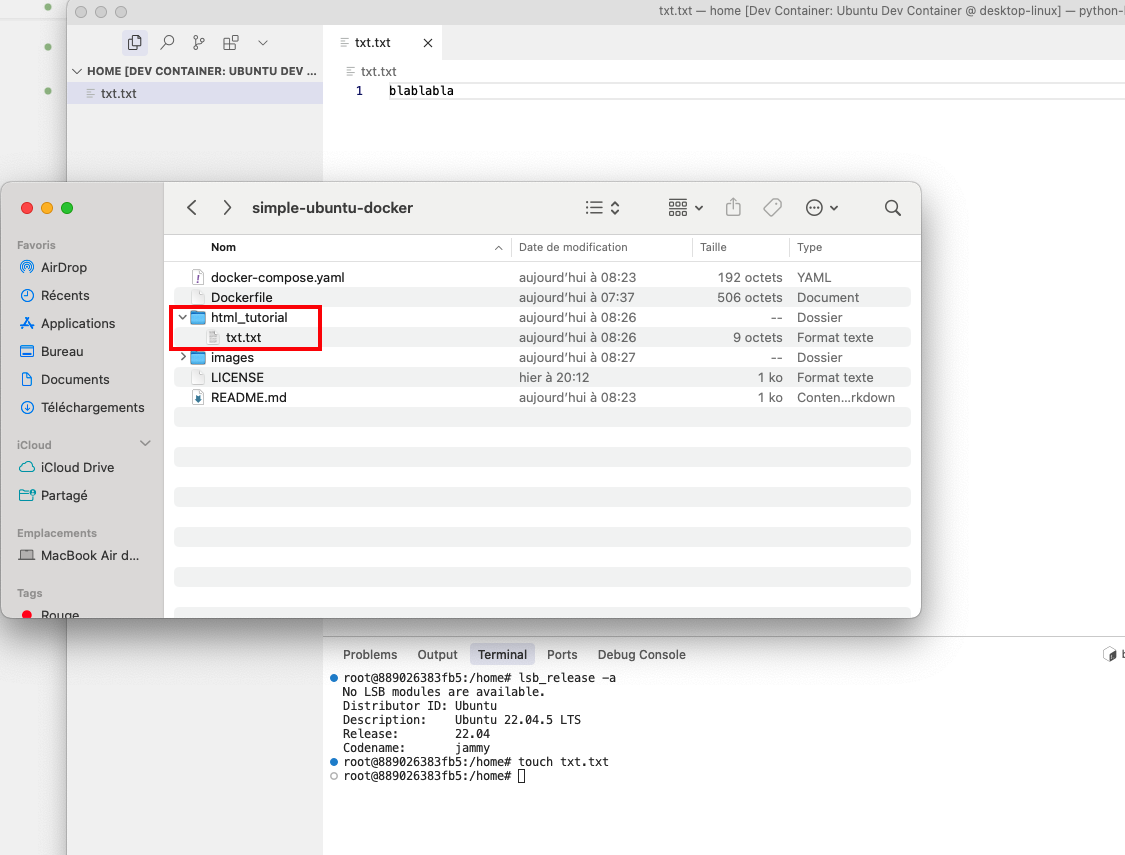 txt.txt — home [Dev Container: Ubuntu Dev Container @ desktop-linux] — python-
HOME [DEV CONTAINER: UBUNTU DEV ...
txt.txt
txt.txt
txt.txt
1 blablabla
simple-ubuntu-docker
Favoris
AirDrop
Récents
Applications
Bureau
Documents
Téléchargements
iCloud
iCloud Drive
Partagé
Emplacements
MacBook Air d...
Tags
Rouge
Nom Date de modification Taille Type
docker-compose.yaml aujourd’hui à 08:23 192 octets YAML
Dockerfile aujourd’hui à 07:37 506 octets Document
html_tutorial aujourd’hui à 08:26 -- Dossier
txt.txt aujourd’hui à 08:26 9 octets Format texte
images aujourd’hui à 08:27 -- Dossier
LICENSE hier à 20:12 1 ko Format texte
README.md aujourd’hui à 08:23 1 ko Conten...rkdown
Problems Output Terminal Ports Debug Console
root@889026383fb5:/home# lsb_release -a
No LSB modules are available.
Distributor ID: Ubuntu
Description: Ubuntu 22.04.5 LTS
Release: 22.04
Codename: jammy
root@889026383fb5:/home# touch txt.txt
root@889026383fb5:/home#